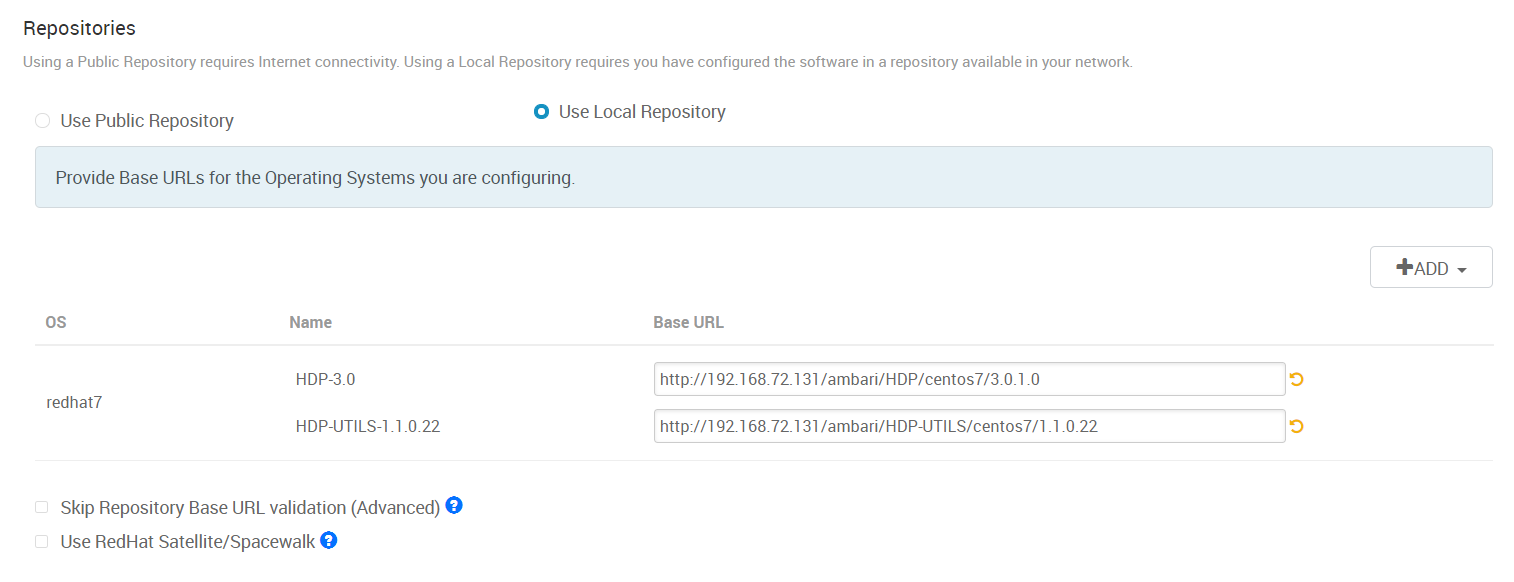 Repositories
Using a Public Repository requires Internet connectivity. Using a Local Repository requires you have configured the software in a repository available in your network.
Use Public Repository
Use Local Repository
Provide Base URLs for the Operating Systems you are configuring.
ADD
OS Name Base URL
redhat7
HDP-3.0 http://192.168.72.131/ambari/HDP/centos7/3.0.1.0
HDP-UTILS-1.1.0.22 http://192.168.72.131/ambari/HDP-UTILS/centos7/1.1.0.22
Skip Repository Base URL validation (Advanced) ?
Use RedHat Satellite/Spacewalk ?